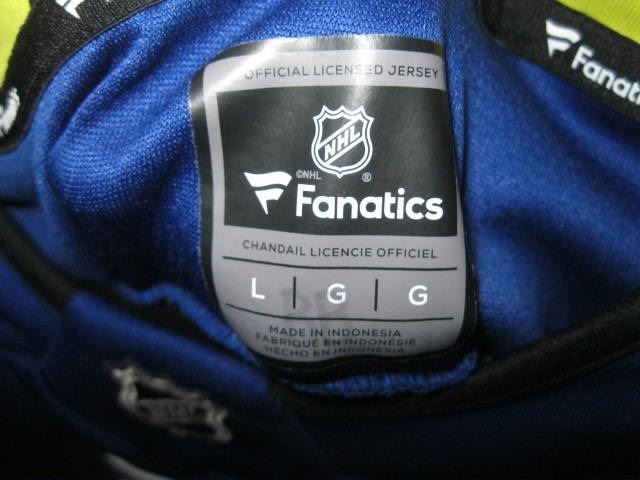 OFFICIAL LICENSED JERSEY
NHL
©NHL ®
Fanatics
CHANDAIL LICENCIE OFFICIEL
L | G | G
MADE IN INDONESIA
FABRIQUÉ EN INDONÉSIE
HECHO EN INDONESIA
Fanatics
NHL